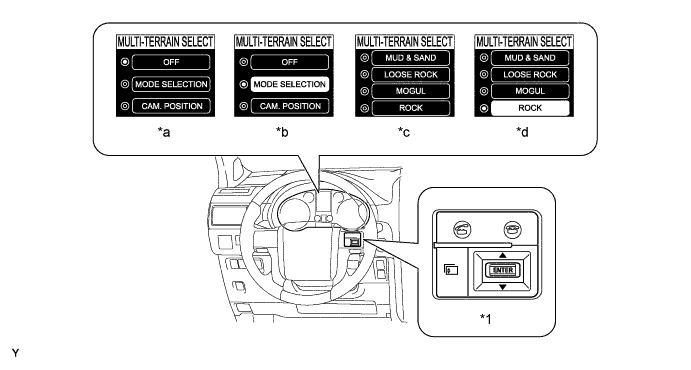 MULTI-TERRAIN SELECT
OFF
MODE SELECTION
CAM. POSITION
*a
MULTI-TERRAIN SELECT
OFF
MODE SELECTION
CAM. POSITION
*b
MULTI-TERRAIN SELECT
MUD & SAND
LOOSE ROCK
MOGUL
ROCK
*c
MULTI-TERRAIN SELECT
MUD & SAND
LOOSE ROCK
MOGUL
ROCK
*d
ENTER
*1
Y